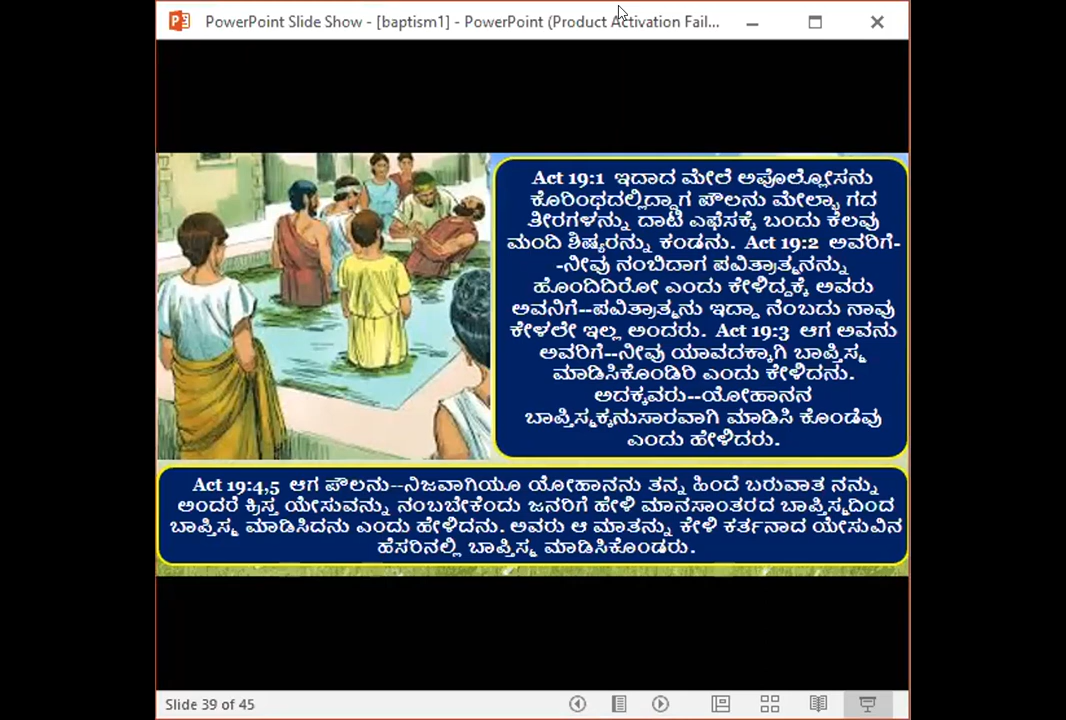 PowerPoint Slide Show - [baptism1] - PowerPoint (Product Activation Fail...
Act 19:1 ಇದಾದ ಮೇಲೆ ಅಪೊಲ್ಲೋಸನು
ಕೊರಿಂಥದಲ್ಲಿದ್ದಾಗ ಪೌಲನು ಮೇಲ್ಭಾಗದ
ತೀರಗಳನ್ನು ದಾಟಿ ಎಫೆಸಕ್ಕೆ ಬಂದು ಕೆಲವು
ಮಂದಿ ಶಿಷ್ಯರನ್ನು ಕಂಡನು. Act 19:2 ಅವರಿಗೆ-
-ನೀವು ನಂಬಿದಾಗ ಪವಿತ್ರಾತ್ಮನನ್ನು
ಹೊಂದಿದಿರೋ ಎಂದು ಕೇಳಿದ್ದಕ್ಕೆ ಅವರು
ಅವನಿಗೆ--ಪವಿತ್ರಾತ್ಮನು ಇದ್ದಾ ನೆಂಬದು ನಾವು
ಕೇಳಲೇ ಇಲ್ಲ ಅಂದರು. Act 19:3 ಆಗ ಅವನು
ಅವರಿಗೆ--ನೀವು ಯಾವದಕ್ಕಾಗಿ ಬಾಪ್ತಿಸ್ಮ
ಮಾಡಿಸಿಕೊಂಡಿರಿ ಎಂದು ಕೇಳಿದನು.
ಅದಕ್ಕವರು--ಯೋಹಾನನ
ಬಾಪ್ತಿಸ್ಮಕ್ಕನುಸಾರವಾಗಿ ಮಾಡಿಸಿ ಕೊಂಡೆವು
ಎಂದು ಹೇಳಿದರು.
Act 19:4,5 ಆಗ ಪೌಲನು--ನಿಜವಾಗಿಯೂ ಯೋಹಾನನು ತನ್ನ ಹಿಂದೆ ಬರುವಾತ ನನ್ನು
ಅಂದರೆ ಕ್ರಿಸ್ತ ಯೇಸುವನ್ನು ನಂಬಬೇಕೆಂದು ಜನರಿಗೆ ಹೇಳಿ ಮಾನಸಾಂತರದ ಬಾಪ್ತಿಸ್ಮದಿಂದ
ಬಾಪ್ತಿಸ್ಮ ಮಾಡಿಸಿದನು ಎಂದು ಹೇಳಿದನು. ಅವರು ಆ ಮಾತನ್ನು ಕೇಳಿ ಕರ್ತನಾದ ಯೇಸುವಿನ
ಹೆಸರಿನಲ್ಲಿ ಬಾಪ್ತಿಸ್ಮ ಮಾಡಿಸಿಕೊಂಡರು.
Slide 39 of 45